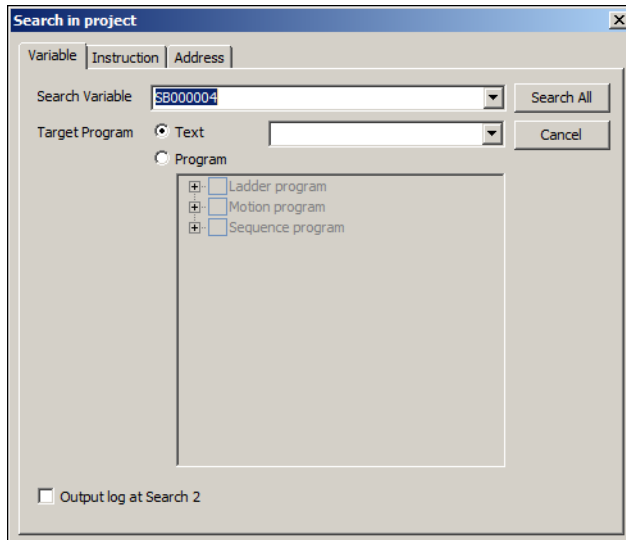 Search in project
Variable Instruction Address
Search Variable SB000004 Search All
Target Program Text Cancel
Program
Ladder program
Motion program
Sequence program
Output log at Search 2